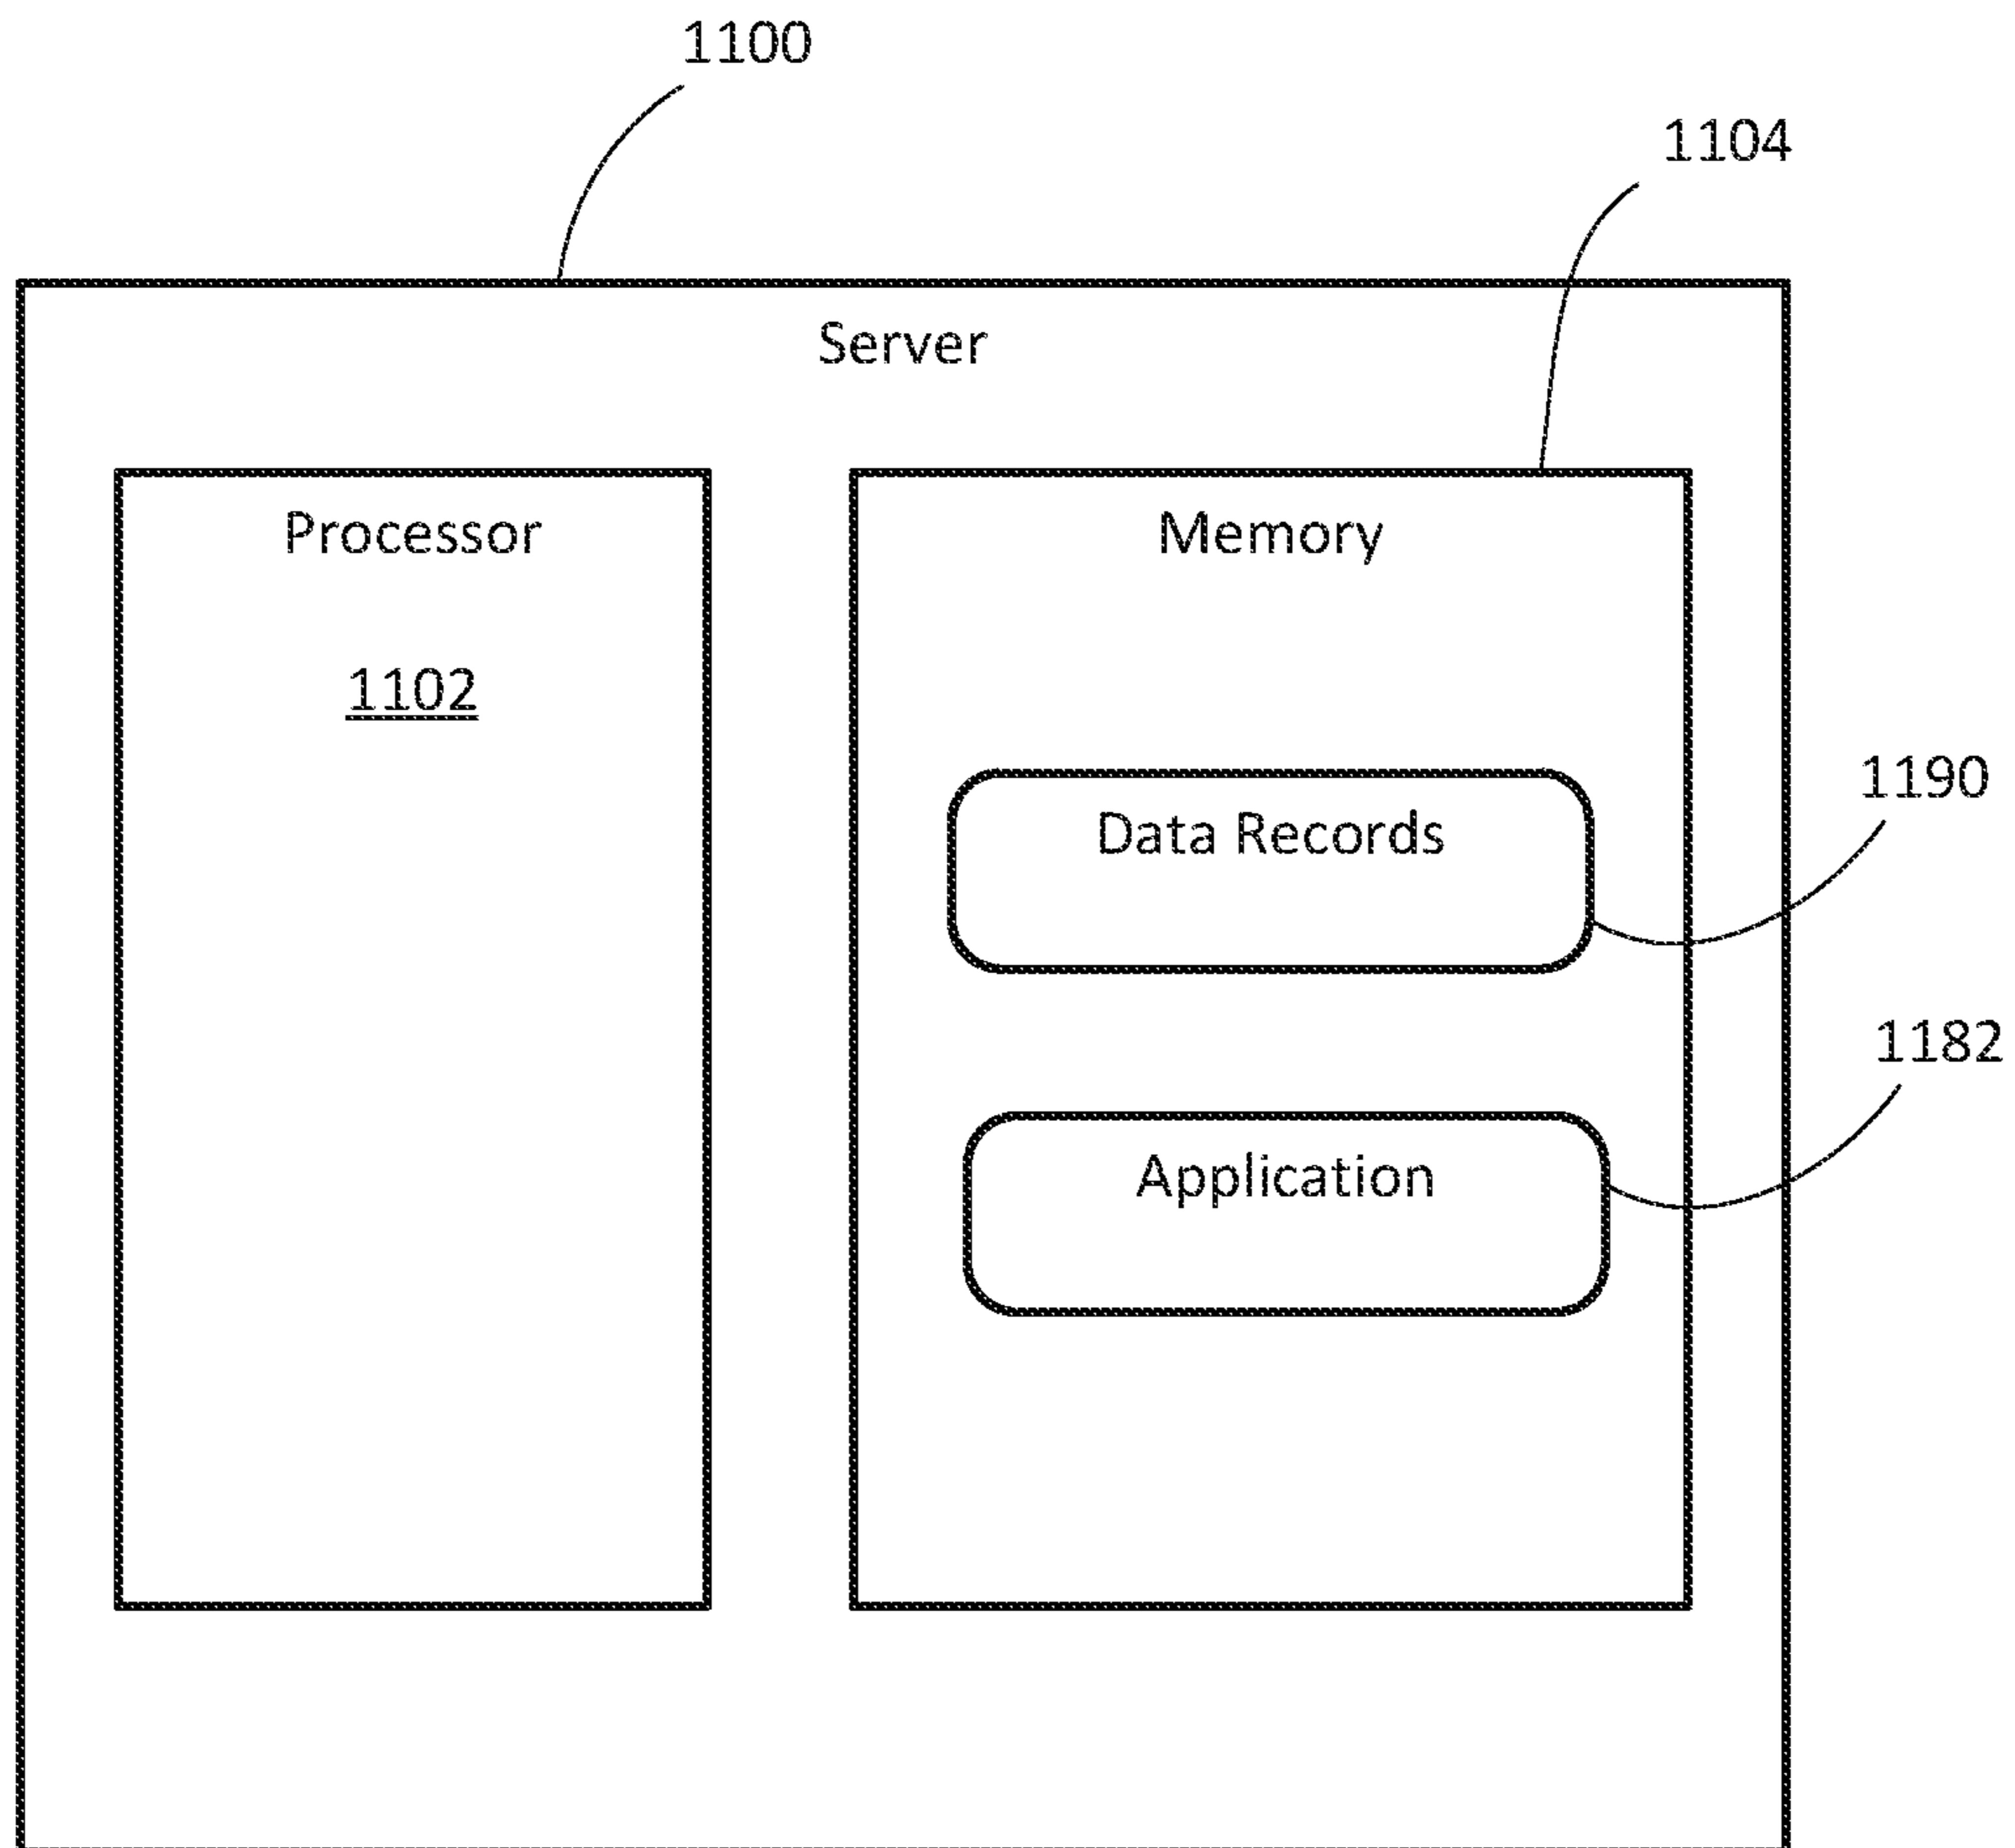 1100
1104
Server
Processor
Memory
1102
1190
Data Records
1182
Application